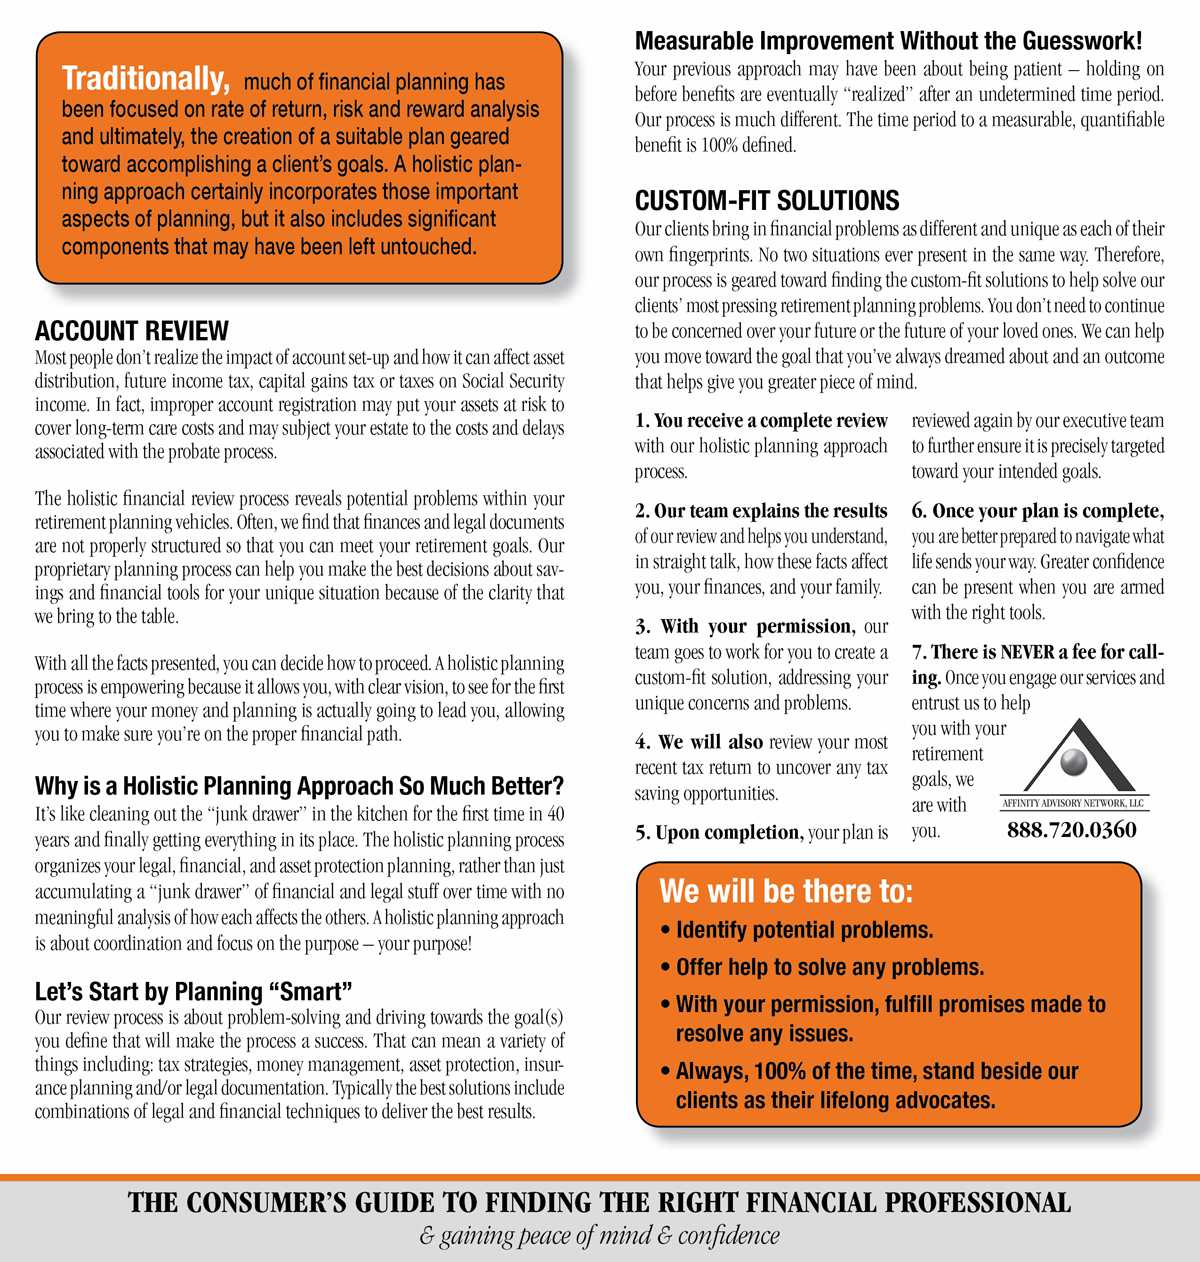 Traditionally, much of financial planning has
been focused on rate of return, risk and reward analysis
and ultimately, the creation of a suitable plan geared
toward accomplishing a client's goals. A holistic plan-
ning approach certainly incorporates those important
aspects of planning, but it also includes significant
components that may have been left untouched.
ACCOUNT REVIEW
Most people don't realize the impact of account set-up and how it can affect asset
distribution, future income tax, capital gains tax or taxes on Social Security
income. In fact, improper account registration may put your assets at risk to
cover long-term care costs and may subject your estate to the costs and delays
associated with the probate process.
The holistic financial review process reveals potential problems within your
retirement planning vehicles. Often, we find that finances and legal documents
are not properly structured so that you can meet your retirement goals. Our
proprietary planning process can help you make the best decisions about sav-
ings and financial tools for your unique situation because of the clarity that
we bring to the table.
With all the facts presented, you can decide how to proceed. A holistic planning
process is empowering because it allows you, with clear vision, to see for the first
time where your money and planning is actually going to lead you, allowing
you to make sure you're on the proper financial path.
Why is a Holistic Planning Approach So Much Better?
It's like cleaning out the "junk drawer" in the kitchen for the first time in 40
years and finally getting everything in its place. The holistic planning process
organizes your legal, financial, and asset protection planning, rather than just
accumulating a "junk drawer" of financial and legal stuff over time with no
meaningful analysis of how each affects the others. A holistic planning approach
is about coordination and focus on the purpose – your purpose!
Let's Start by Planning "Smart"
Our review process is about problem-solving and driving towards the goal(s)
you define that will make the process a success. That can mean a variety of
things including: tax strategies, money management, asset protection, insur-
ance planning and/or legal documentation. Typically the best solutions include
combinations of legal and financial techniques to deliver the best results.
Measurable Improvement Without the Guesswork!
Your previous approach may have been about being patient – holding on
before benefits are eventually "realized" after an undetermined time period.
Our process is much different. The time period to a measurable, quantifiable
benefit is 100% defined.
CUSTOM-FIT SOLUTIONS
Our clients bring in financial problems as different and unique as each of their
own fingerprints. No two situations ever present in the same way. Therefore,
our process is geared toward finding the custom-fit solutions to help solve our
clients' most pressing retirement planning problems. You don't need to continue
to be concerned over your future or the future of your loved ones. We can help
you move toward the goal that you've always dreamed about and an outcome
that helps give you greater piece of mind.
1. You receive a complete review
with our holistic planning approach
process.
2. Our team explains the results
of our review and helps you understand,
in straight talk, how these facts affect
you, your finances, and your family.
3. With your permission, our
team goes to work for you to create a
custom-fit solution, addressing your
unique concerns and problems.
4. We will also review your most
recent tax return to uncover any tax
saving opportunities.
5. Upon completion, your plan is
reviewed again by our executive team
to further ensure it is precisely targeted
toward your intended goals.
6. Once your plan is complete,
you are better prepared to navigate what
life sends your way. Greater confidence
can be present when you are armed
with the right tools.
7. There is NEVER a fee for call-
ing. Once you engage our services and
entrust us to help
you with your
retirement
goals, we
are with
you.
AFFINITY ADVISORY NETWORK, LLC
888.720.0360
We will be there to:
• Identify potential problems.
• Offer help to solve any problems.
• With your permission, fulfill promises made to
resolve any issues.
• Always, 100% of the time, stand beside our
clients as their lifelong advocates.
THE CONSUMER'S GUIDE TO FINDING THE RIGHT FINANCIAL PROFESSIONAL
& gaining peace of mind & confidence